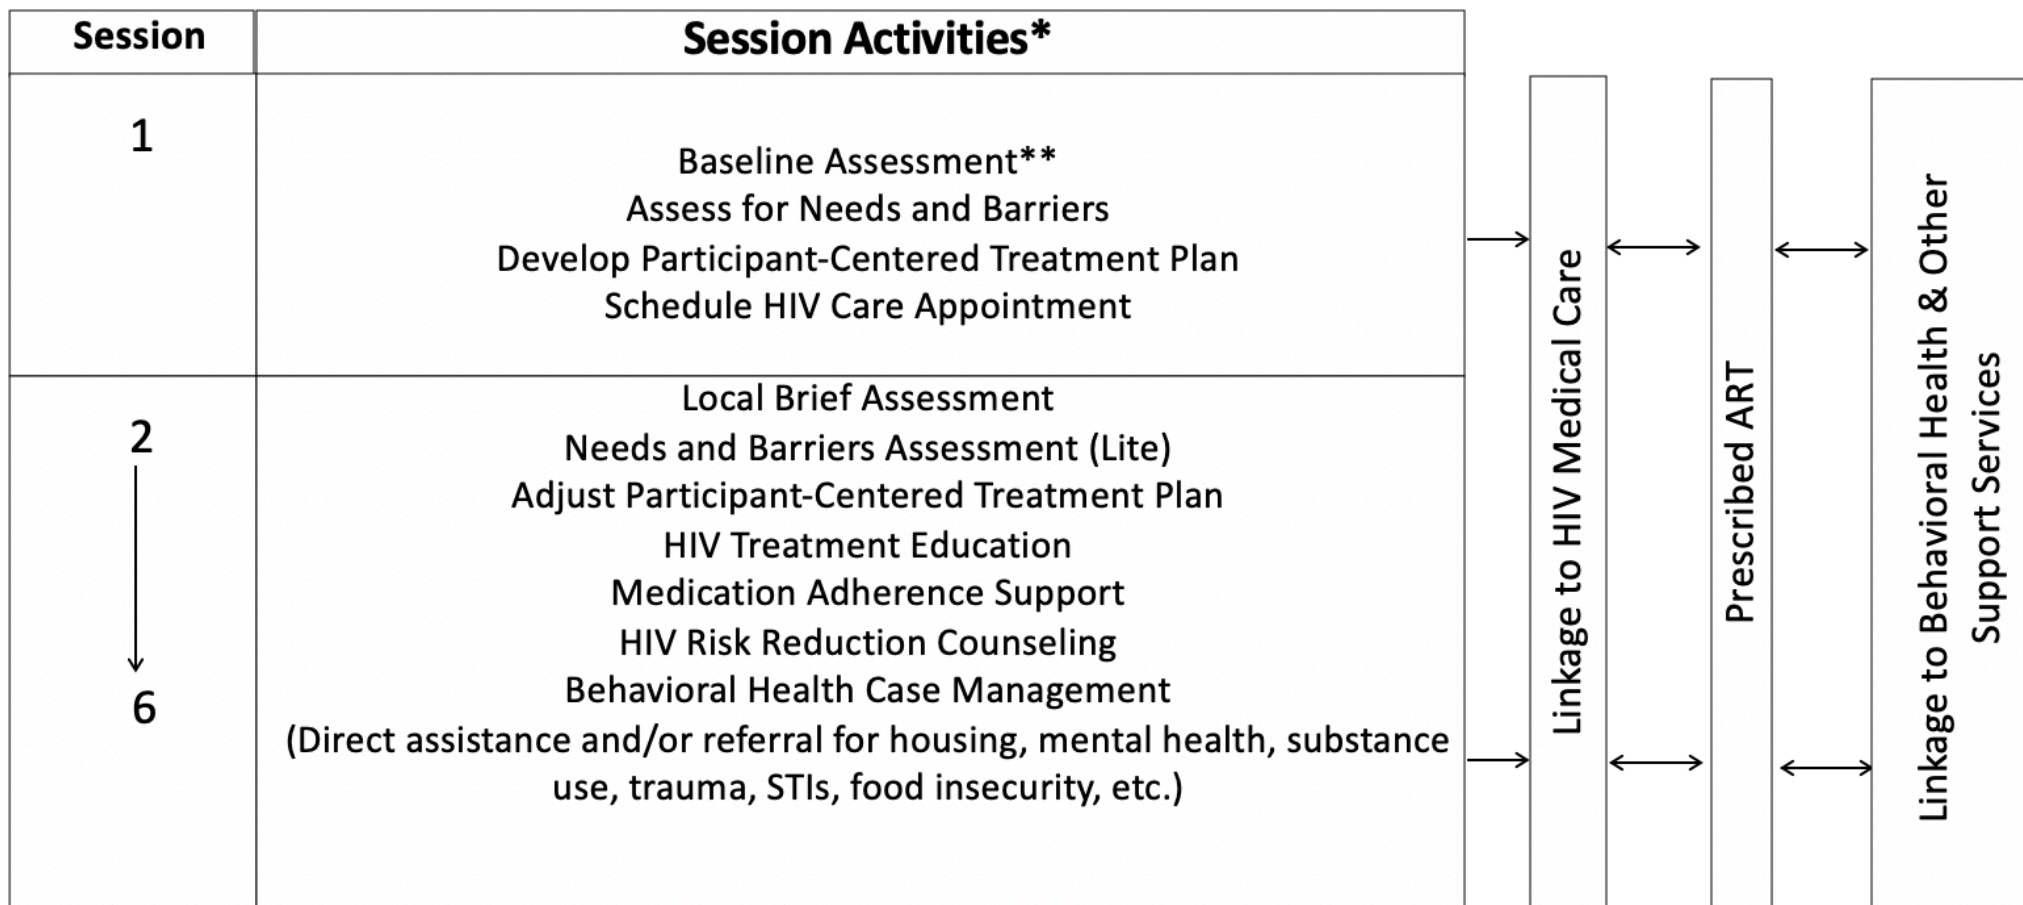 Session
Session Activities*
1
Baseline Assessment**
Assess for Needs and Barriers
Develop Participant-Centered Treatment Plan
Schedule HIV Care Appointment
2
6
Local Brief Assessment
Needs and Barriers Assessment (Lite)
Adjust Participant-Centered Treatment Plan
HIV Treatment Education
Medication Adherence Support
HIV Risk Reduction Counseling
Behavioral Health Case Management
(Direct assistance and/or referral for housing, mental health, substance
use, trauma, STIs, food insecurity, etc.)
Linkage to HIV Medical Care
Prescribed ART
Linkage to Behavioral Health & Other
Support Services